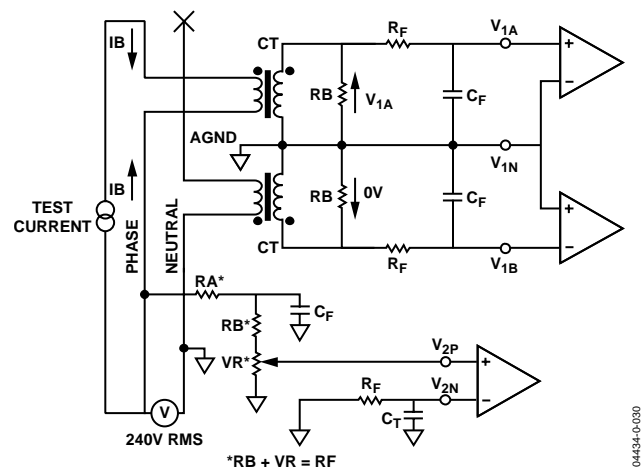 IB
CT
RF
V1A
RB
V1A
CF
AGND
V1N
IB
TEST
CURRENT
PHASE
NEUTRAL
RB
0V
CF
CT
RF
V1B
RA*
CF
RB*
VR*
V2P
RF
V2N
CT
V
240V RMS
*RB + VR = RF
04434-0-030
+
−
+
−
+
−